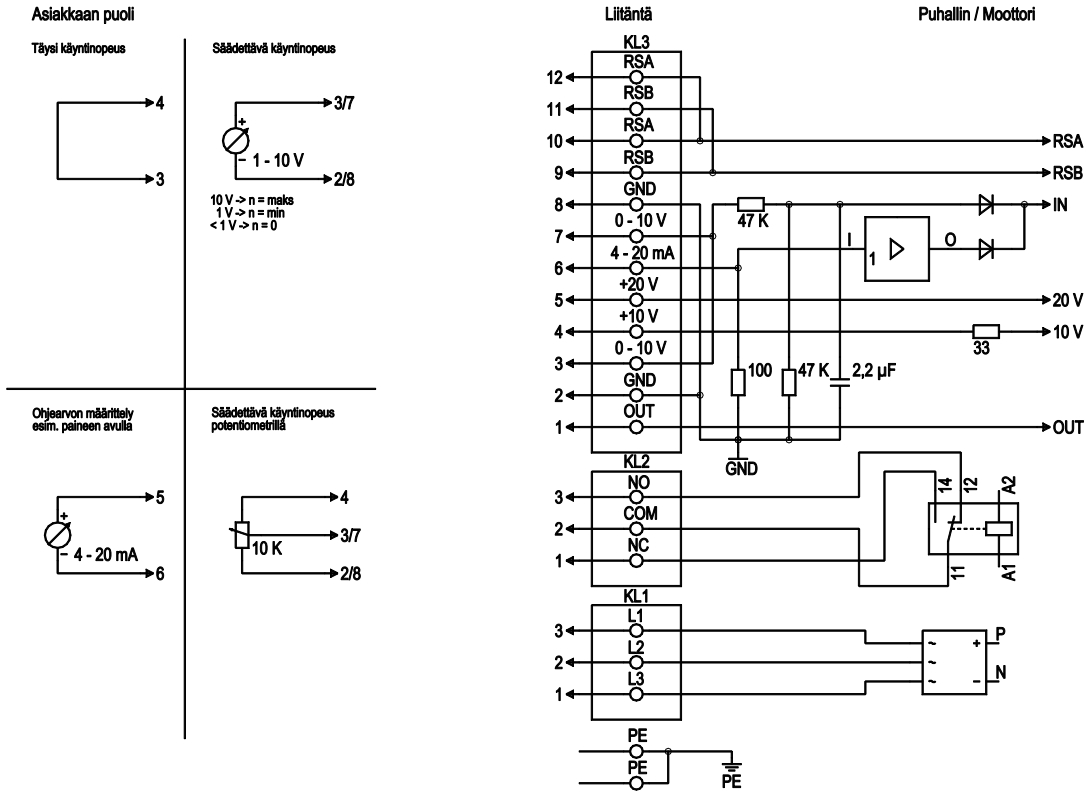 Asiakkaan puoli
Liitäntä
Puhallin / Moottori
Täysi käyntinopeus
4
3
Säädettävä käyntinopeus
3/7
+
− 1 - 10 V
2/8
10 V -> n = maks
1 V -> n = min
< 1 V -> n = 0
Ohjearvon määrittely
esim. paineen avulla
5
+
− 4 - 20 mA
6
Säädettävä käyntinopeus
potentiometrillä
4
3/7
10 K
2/8
KL3
RSA
12
RSB
11
RSA
10
RSA
RSB
9
RSB
GND
8
IN
0 - 10 V
47 K
7
I
O
4 - 20 mA
1
6
+20 V
5
20 V
+10 V
4
10 V
33
0 - 10 V
3
100
47 K
2,2 µF
GND
2
OUT
1
OUT
GND
KL2
NO
3
14
12
A2
COM
2
NC
1
11
A1
KL1
L1
3
P
~
+
L2
2
~
L3
N
~
−
1
PE
PE
PE